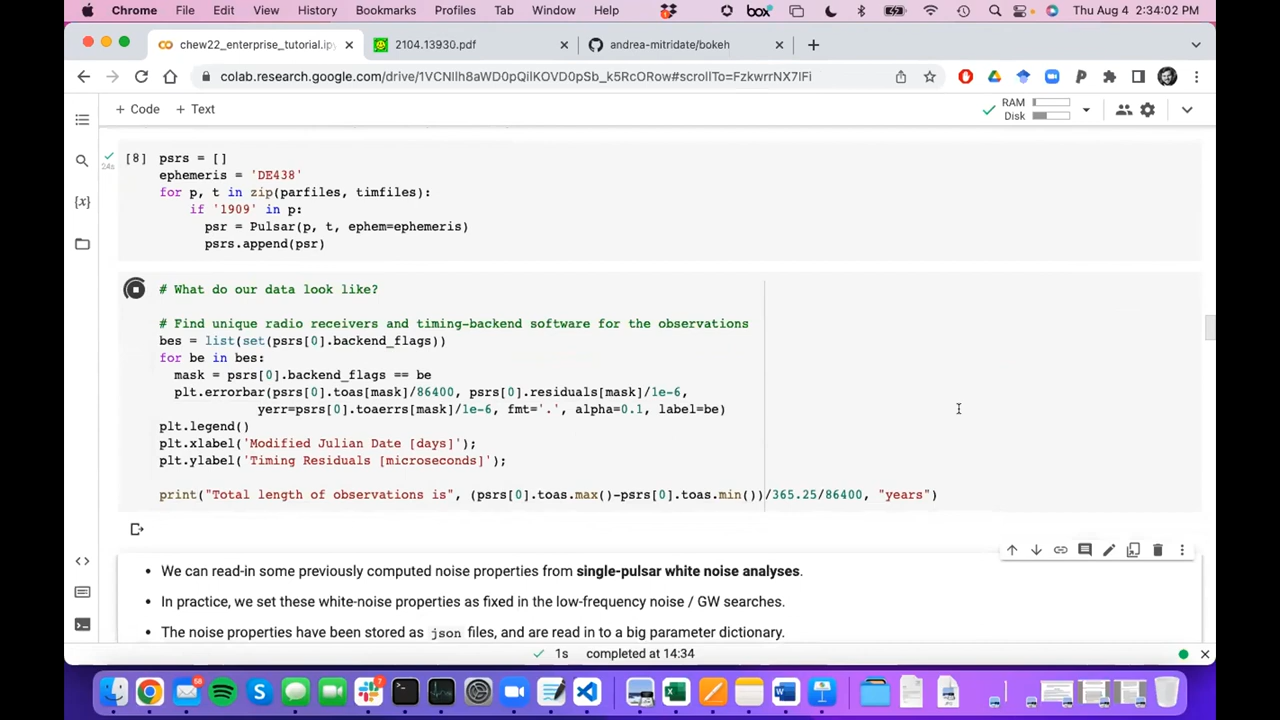 Chrome File Edit View History Bookmarks Profiles Tab Window Help box Thu Aug 4 2:34:02 PM
chew22_enterprise_tutorial.ip 2104.13930.pdf andrea-mitridate/bokeh
colab.research.google.com/drive/1VCNIlh8aWD0pQilKOVD0pSb_k5RcORow#scrollTo=FzkwrrNX7lFi
+ Code + Text RAM
Disk
[8] psrs = []
24s
ephemeris = 'DE438'
for p, t in zip(parfiles, timfiles):
if '1909' in p:
psr = Pulsar(p, t, ephem=ephemeris)
psrs.append(psr)
# What do our data look like?
# Find unique radio receivers and timing-backend software for the observations
bes = list(set(psrs[0].backend_flags))
for be in bes:
mask = psrs[0].backend_flags == be
plt.errorbar(psrs[0].toas[mask]/86400, psrs[0].residuals[mask]/1e-6,
yerr=psrs[0].toaerrs[mask]/1e-6, fmt='.', alpha=0.1, label=be)
plt.legend()
plt.xlabel('Modified Julian Date [days]');
plt.ylabel('Timing Residuals [microseconds]');
print("Total length of observations is", (psrs[0].toas.max()-psrs[0].toas.min())/365.25/86400, "years")
• We can read-in some previously computed noise properties from single-pulsar white noise analyses.
• In practice, we set these white-noise properties as fixed in the low-frequency noise / GW searches.
• The noise properties have been stored as json files, and are read in to a big parameter dictionary.
1s completed at 14:34